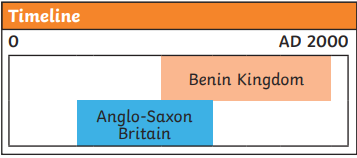 Timeline
0 AD 2000
Benin Kingdom
Anglo-Saxon
Britain